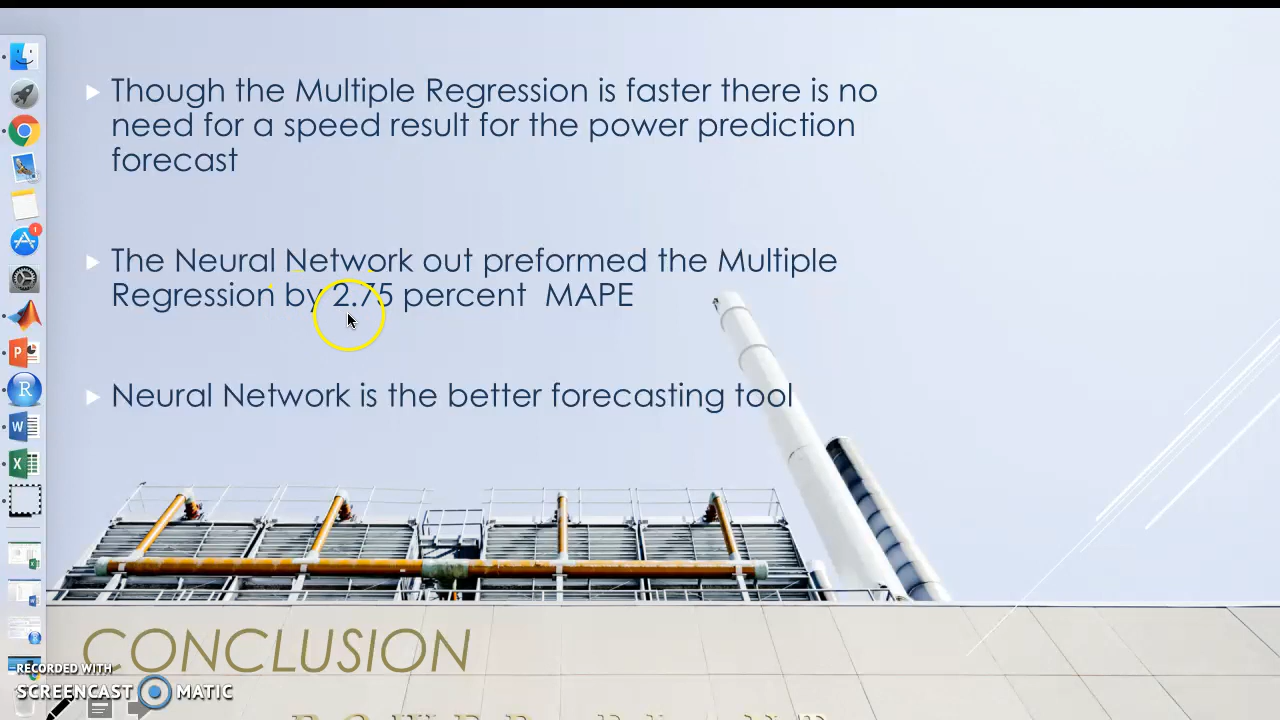 Though the Multiple Regression is faster there is no
need for a speed result for the power prediction
forecast
The Neural Network out preformed the Multiple
Regression by 2.75 percent MAPE
Neural Network is the better forecasting tool
CONCLUSION
RECORDED WITH
SCREENCAST MATIC